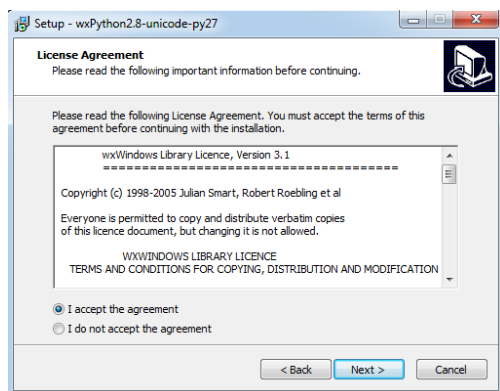 Setup - wxPython2.8-unicode-py27
License Agreement
Please read the following important information before continuing.
Please read the following License Agreement. You must accept the terms of this
agreement before continuing with the installation.
wxWindows Library Licence, Version 3.1
=======================================
Copyright (c) 1998-2005 Julian Smart, Robert Roebling et al
Everyone is permitted to copy and distribute verbatim copies
of this licence document, but changing it is not allowed.
WXWINDOWS LIBRARY LICENCE
TERMS AND CONDITIONS FOR COPYING, DISTRIBUTION AND MODIFICATION
I accept the agreement
I do not accept the agreement
< Back Next > Cancel